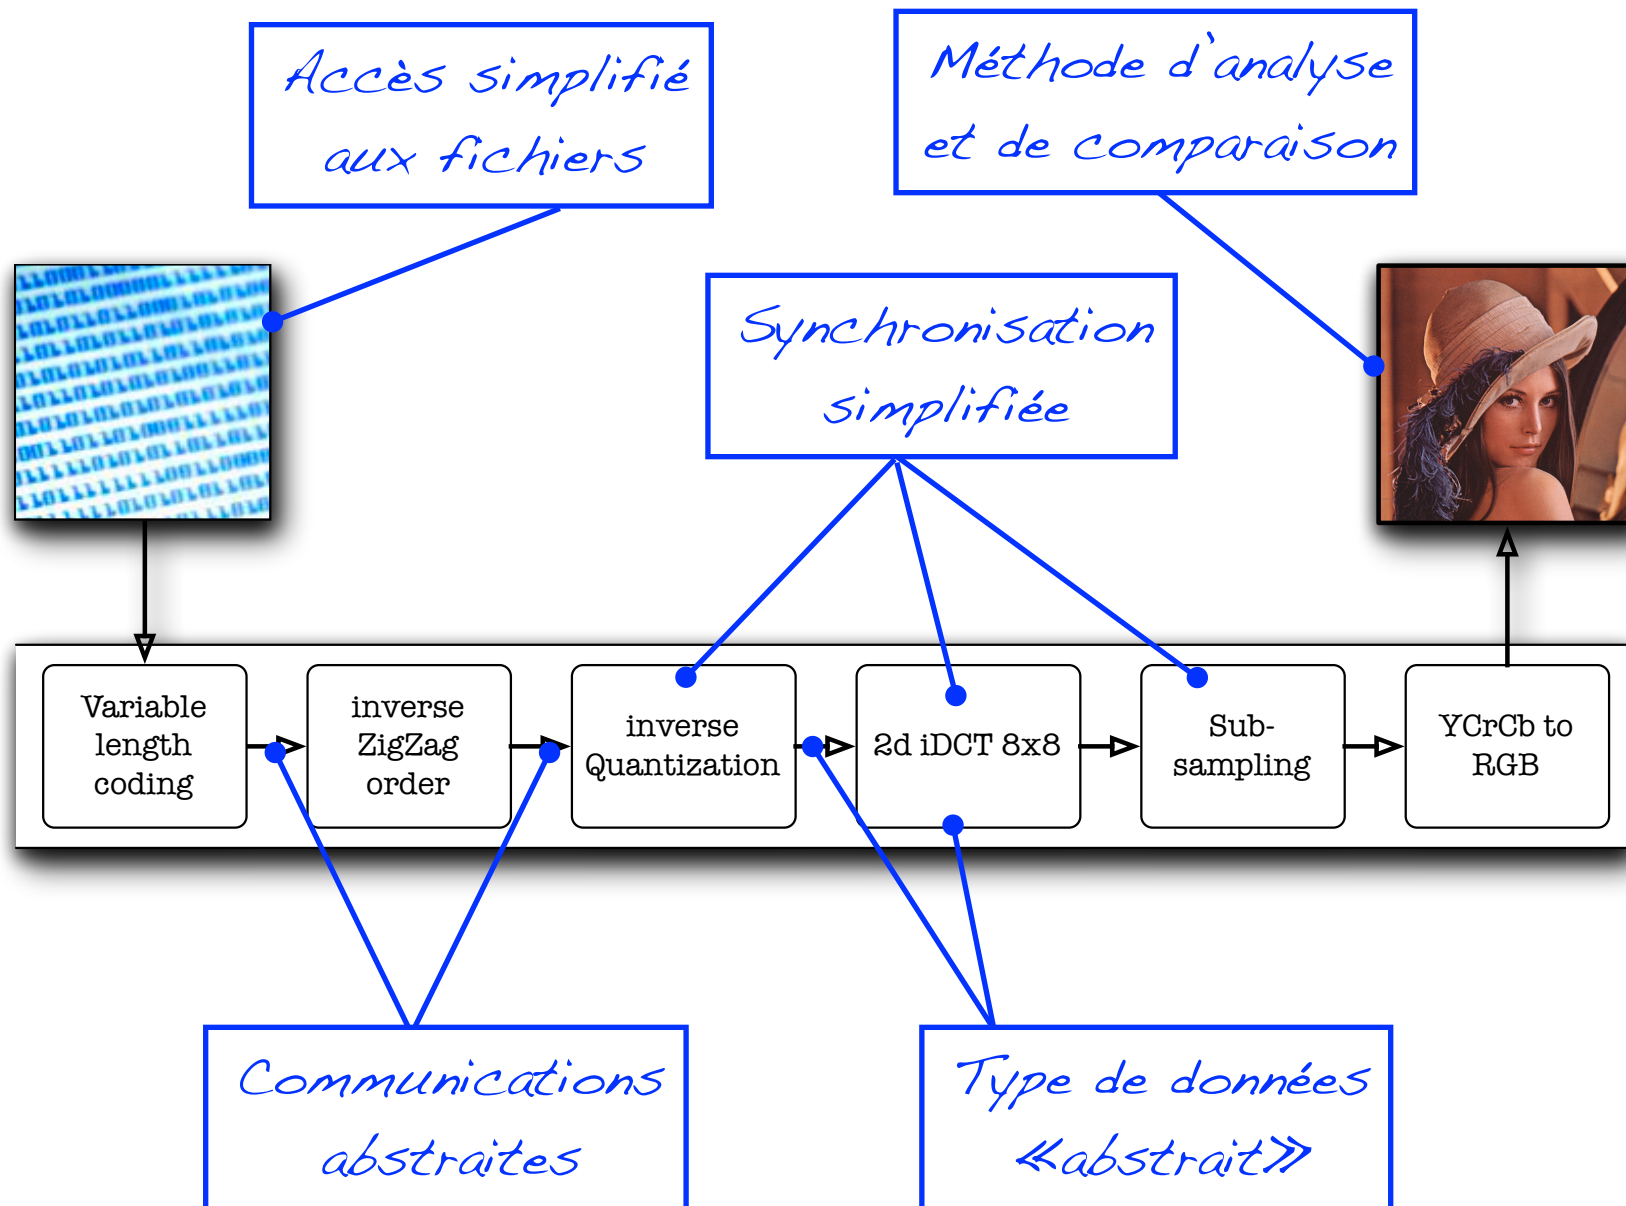 Accès simplifié
aux fichiers
Méthode d'analyse
et de comparaison
Synchronisation
simplifiée
Variable
length
coding
inverse
ZigZag
order
inverse
Quantization
2d iDCT 8x8
Sub-
sampling
YCrCb to
RGB
Communications
abstraites
Type de données
«abstrait»